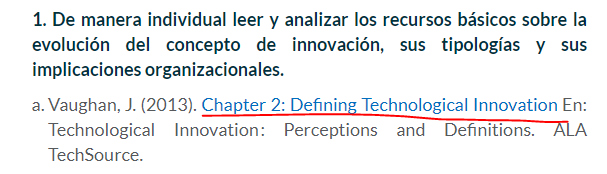 1. De manera individual leer y analizar los recursos básicos sobre la
evolución del concepto de innovación, sus tipologías y sus
implicaciones organizacionales.
a. Vaughan, J. (2013). Chapter 2: Defining Technological Innovation En:
Technological Innovation: Perceptions and Definitions. ALA
TechSource.